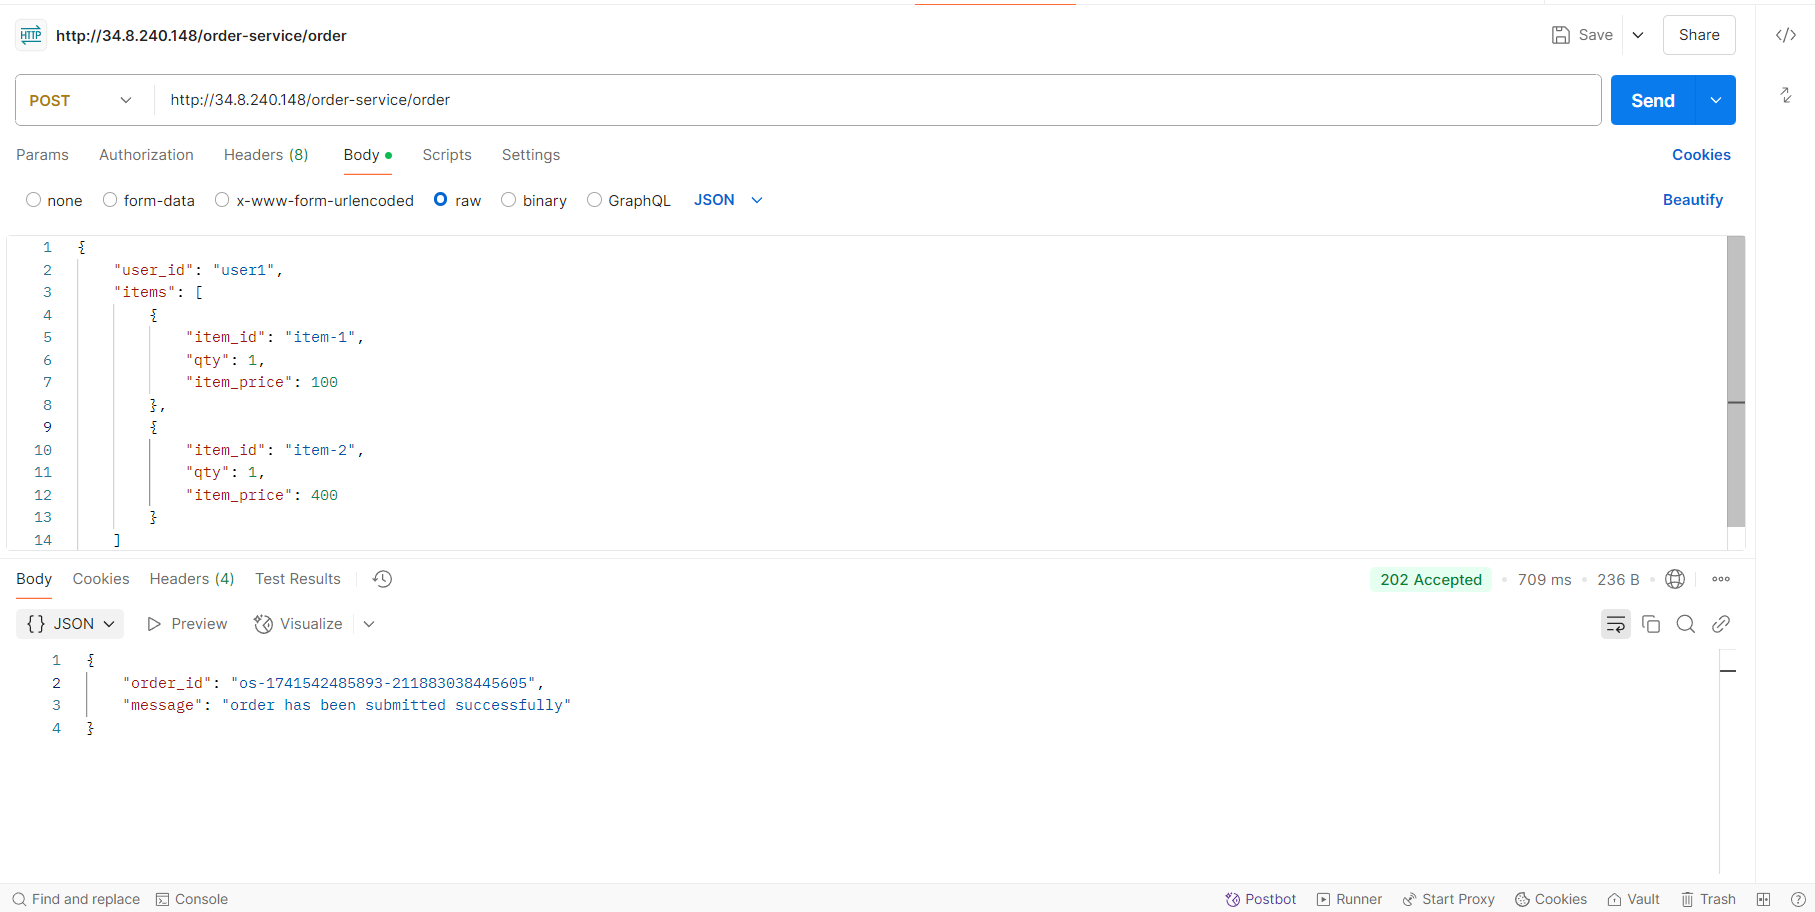 HTTP http://34.8.240.148/order-service/order Save Share
POST http://34.8.240.148/order-service/order Send
Params Authorization Headers (8) Body Scripts Settings Cookies
none form-data x-www-form-urlencoded raw binary GraphQL JSON Beautify
1 {
2 "user_id": "user1",
3 "items": [
4 {
5 "item_id": "item-1",
6 "qty": 1,
7 "item_price": 100
8 },
9 {
10 "item_id": "item-2",
11 "qty": 1,
12 "item_price": 400
13 }
14 ]
Body Cookies Headers (4) Test Results 202 Accepted 709 ms 236 B
{} JSON Preview Visualize
1 {
2 "order_id": "os-1741542485893-211883038445605",
3 "message": "order has been submitted successfully"
4 }
Find and replace Console Postbot Runner Start Proxy Cookies Vault Trash